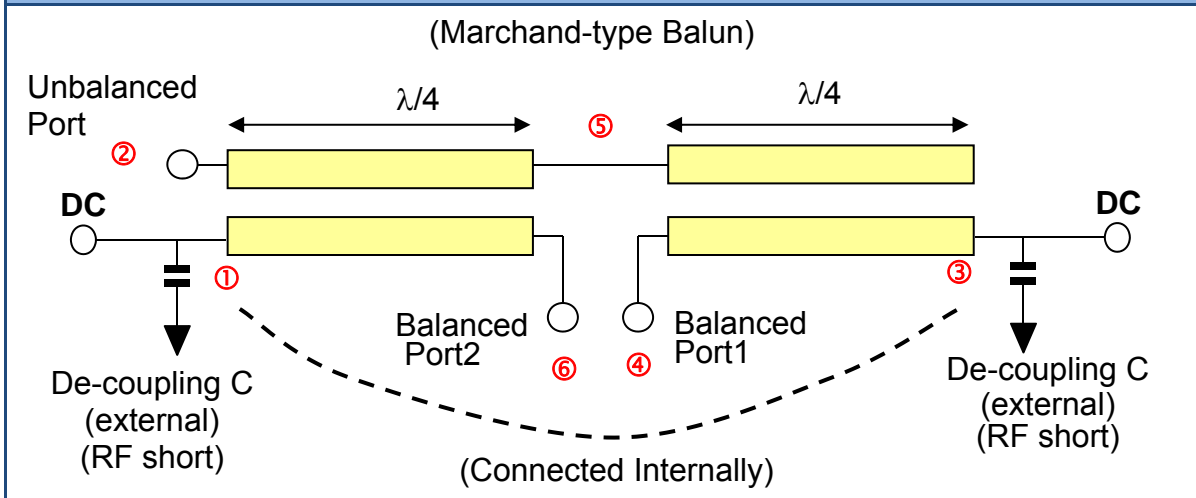 (Marchand-type Balun)
Unbalanced
Port
λ/4
λ/4
⑤
②
DC
DC
①
③
Balanced
Port2
Balanced
Port1
⑥
④
De-coupling C
(external)
(RF short)
De-coupling C
(external)
(RF short)
(Connected Internally)